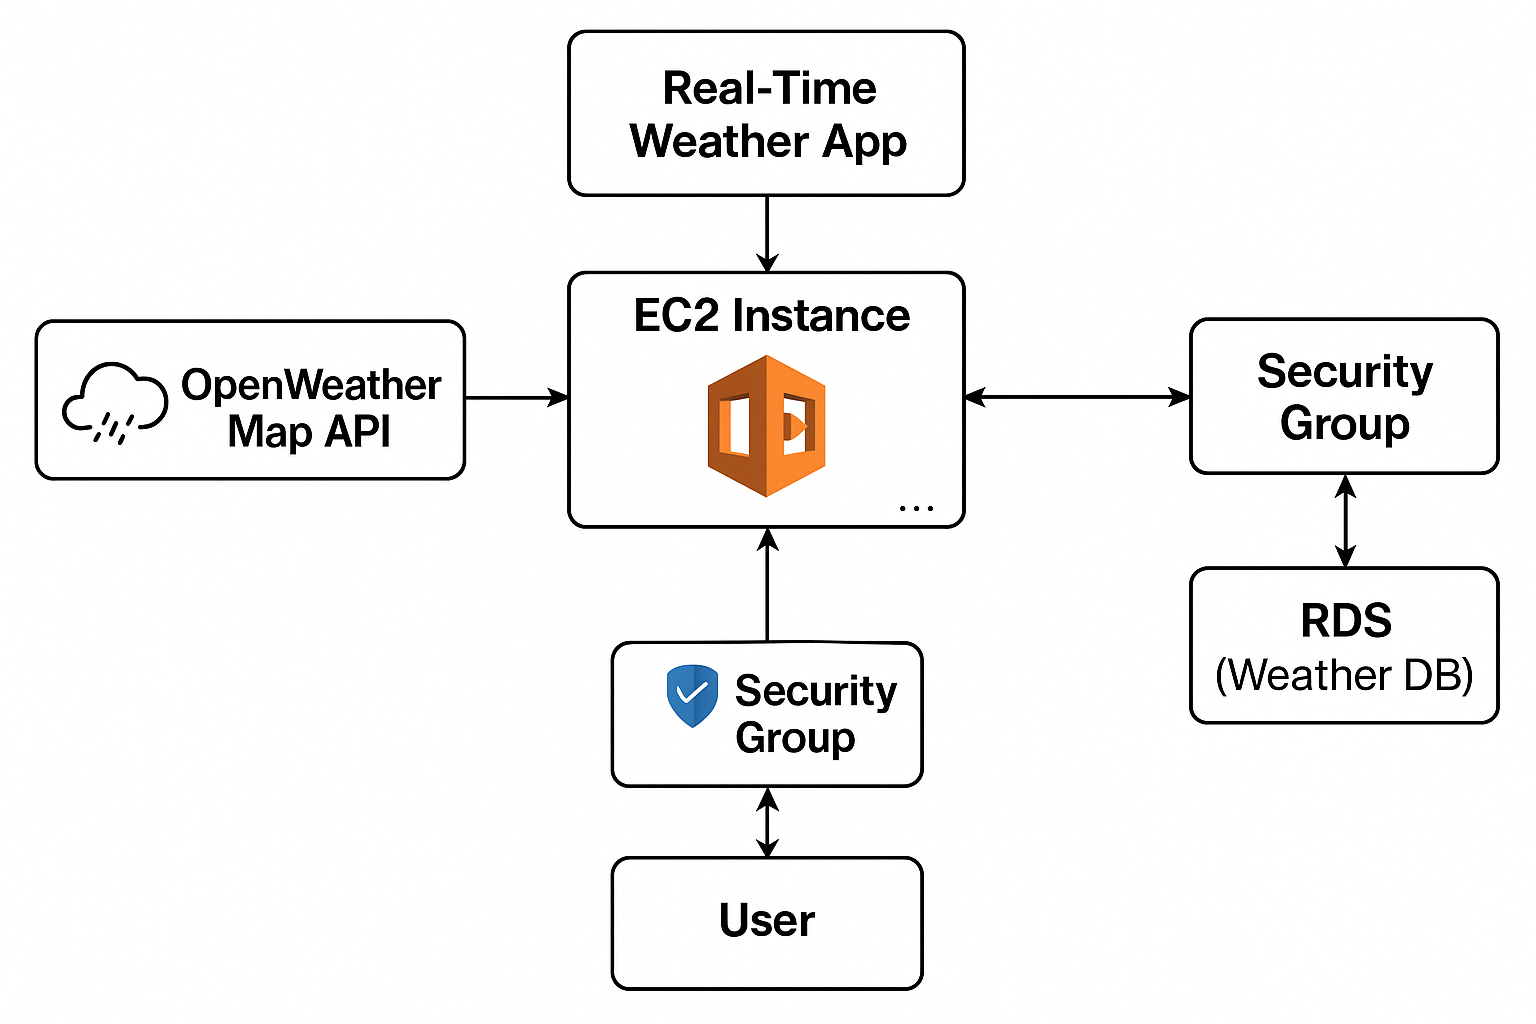 Real-Time
Weather App
EC2 Instance
...
OpenWeather
Map API
Security
Group
RDS
(Weather DB)
Security
Group
User